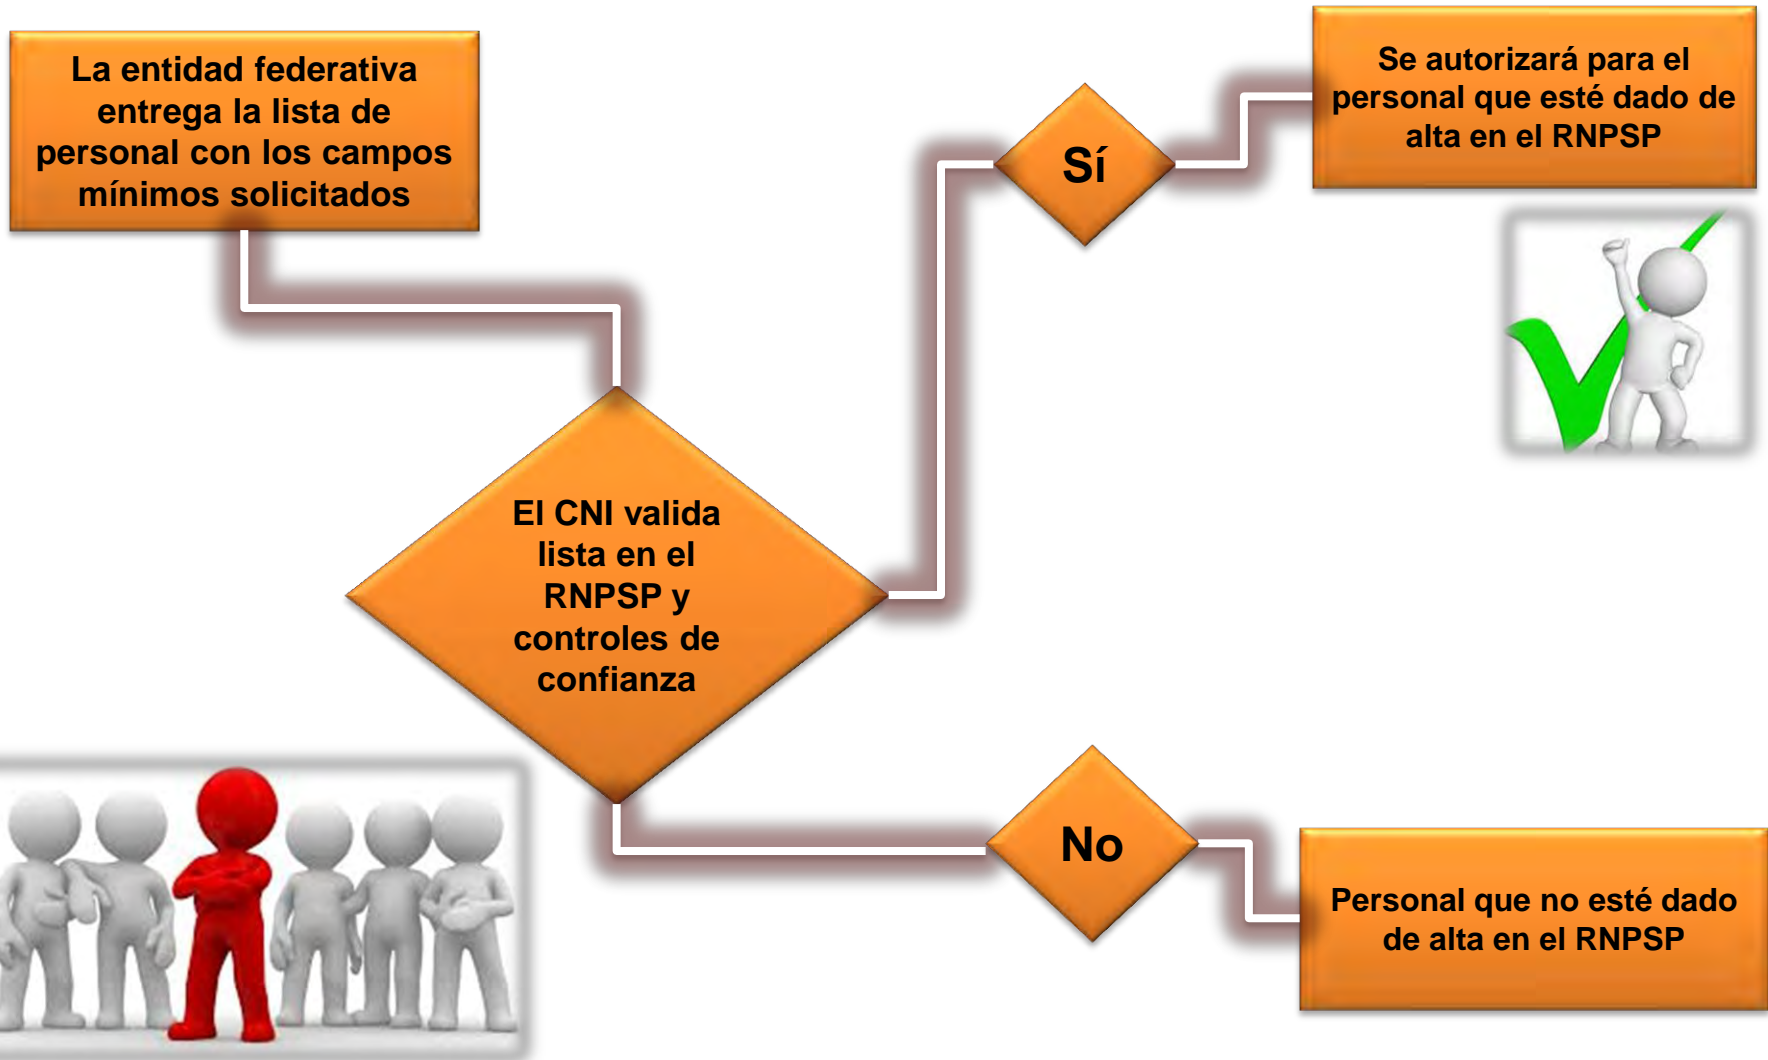 La entidad federativa
entrega la lista de
personal con los campos
mínimos solicitados
El CNI valida
lista en el
RNPSP y
controles de
confianza
Sí
Se autorizará para el
personal que esté dado de
alta en el RNPSP
No
Personal que no esté dado
de alta en el RNPSP